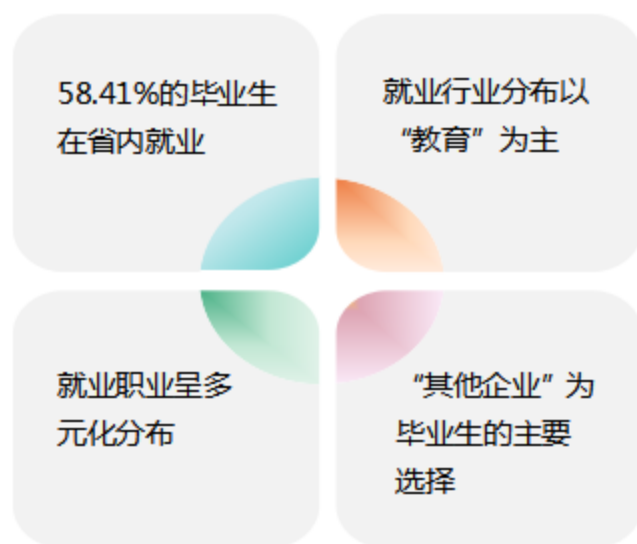 58.41%的毕业生
在省内就业
就业行业分布以
“教育”为主
就业职业呈多
元化分布
“其他企业”为
毕业生的主要
选择